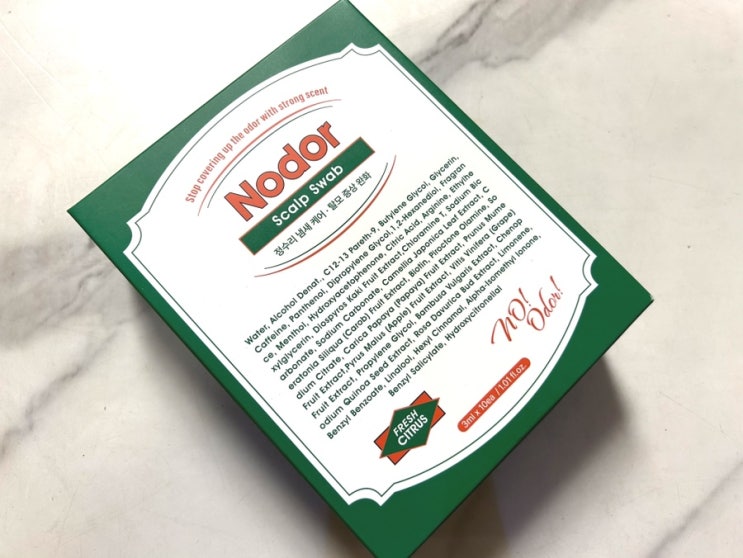 Stop covering up the odor with strong scent
Nodor
Scalp Swab
정수리 냄새 케어 · 탈모 증상 완화
Water, Alcohol Denat., C12-13 Pareth-9, Butylene Glycol, Glycerin,
Caffeine, Panthenol, Dipropylene Glycol, 1,2-Hexanediol, Fragran
ce, Menthol, Hydroxyacetophenone, Citric Acid, Arginine, Ethylhe
xylglycerin, Diospyros Kaki Fruit Extract, Chloramine T, Sodium Bic
arbonate, Sodium Carbonate, Camellia Japonica Leaf Extract, C
eratonia Siliqua (Carob) Fruit Extract, Biotin, Piroctone Olamine, So
dium Citrate, Carica Papaya (Papaya) Fruit Extract, Prunus Mume
Fruit Extract,Pyrus Malus (Apple) Fruit Extract, Vitis Vinifera (Grape)
Fruit Extract, Propylene Glycol, Bambusa Vulgaris Extract, Chenop
odium Quinoa Seed Extract, Rosa Davurica Bud Extract, Limonene,
Benzyl Benzoate, Linalool, Hexyl Cinnamal, Alpha-Isomethyl Ionone,
Benzyl Salicylate, Hydroxycitronellal
NO!
Odor!
FRESH
CITRUS
3ml x 10ea / 1.01 fl.oz.